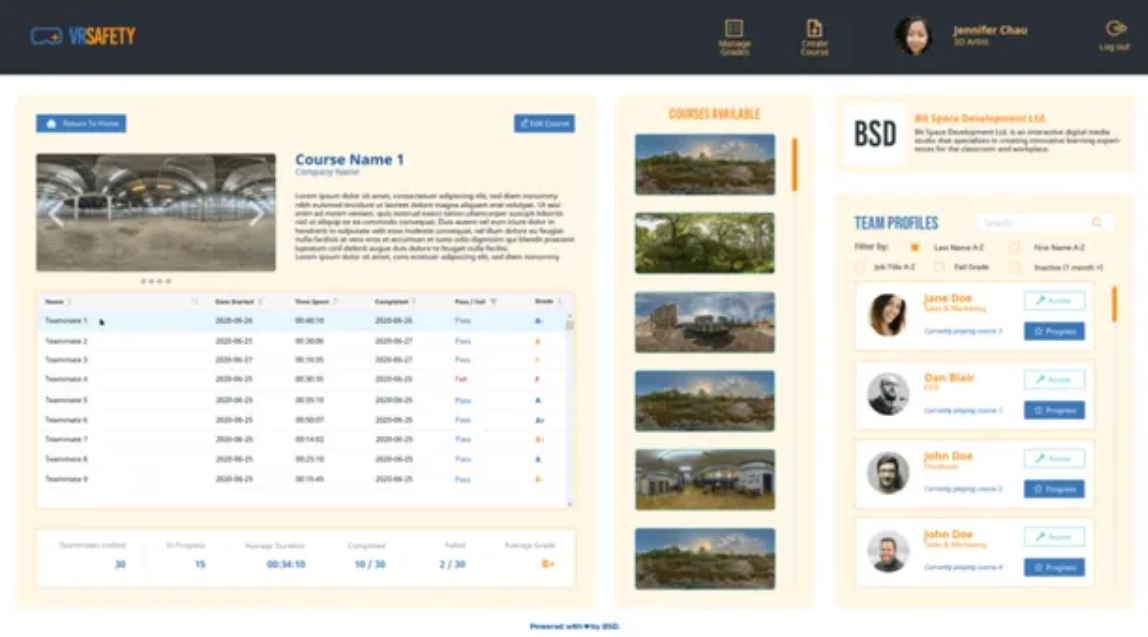 VRSAFETY
Manage Grades
Create Course
Jennifer Chau
3D Artist
Log out
Return To Home
Edit Course
Course Name 1
Company Name
Lorem ipsum dolor sit amet, consectetuer adipiscing elit, sed diam nonummy
nibh euismod tincidunt ut laoreet dolore magna aliquam erat volutpat. Ut wisi
enim ad minim veniam, quis nostrud exerci tation ullamcorper suscipit lobortis
nisl ut aliquip ex ea commodo consequat. Duis autem vel eum iriure dolor in
hendrerit in vulputate velit esse molestie consequat, vel illum dolore eu feugiat
nulla facilisis at vero eros et accumsan et iusto odio dignissim qui blandit praesent
luptatum zzril delenit augue duis dolore te feugait nulla facilisi.
Lorem ipsum dolor sit amet, cons ectetuer adipiscing elit, sed diam nonummy
Name Date Started Time Spent Completed Pass / Fail Grade
Teammate 1 2020-06-26 00:40:10 2020-06-26 Pass A-
Teammate 2 2020-06-25 00:30:06 2020-06-27 Pass B
Teammate 3 2020-06-27 00:10:35 2020-06-27 Pass C
Teammate 4 2020-06-25 00:30:35 2020-06-25 Fail F
Teammate 5 2020-06-25 00:35:10 2020-06-25 Pass A
Teammate 6 2020-06-25 00:50:07 2020-06-25 Pass A+
Teammate 7 2020-06-25 00:14:02 2020-06-25 Pass
Teammate 8 2020-06-25 00:25:10 2020-06-25 Pass A
Teammate 9 2020-06-25 00:15:45 2020-06-25 Pass
Teammates Invited In Progress Average Duration Completed Failed Average Grade
30 15 00:34:10 10 / 30 2 / 30 B+
COURSES AVAILABLE
BSD
Bit Space Development Ltd.
Bit Space Development Ltd. is an interactive digital media
studio that specializes in creating innovative learning experi-
ences for the classroom and workplace.
TEAM PROFILES
Search
Filter by: Last Name A-Z First Name A-Z
Job Title A-Z Fail Grade Inactive (1 month +)
Jane Doe
Sales & Marketing
Currently playing course 3
Access
Progress
Dan Blair
CEO
Currently playing course 1
Access
Progress
John Doe
Developer
Currently playing course 5
Access
Progress
John Doe
Sales & Marketing
Currently playing course 4
Access
Progress
Powered with ♥ by BSD.